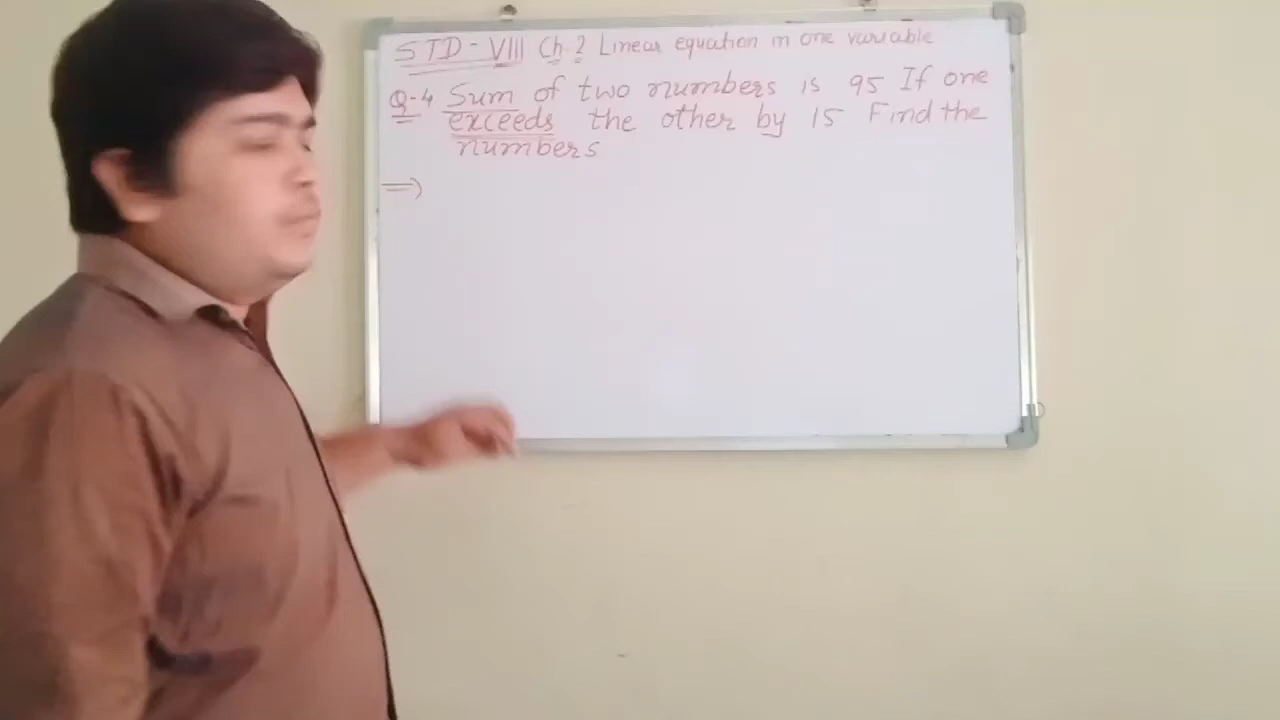 STD - VIII Ch 2 Linear equation in one variable
Q-4 Sum of two numbers is 95 If one
exceeds the other by 15 Find the
numbers
⇒